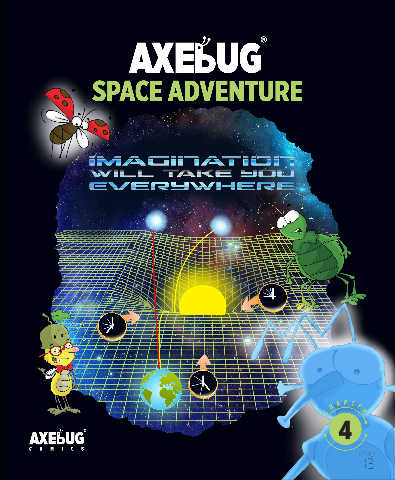 AXEbUG®
SPACE ADVENTURE
IMAGINATION
WILL TAKE YOU
EVERYWHERE
4
AXEbUG®
COMICS